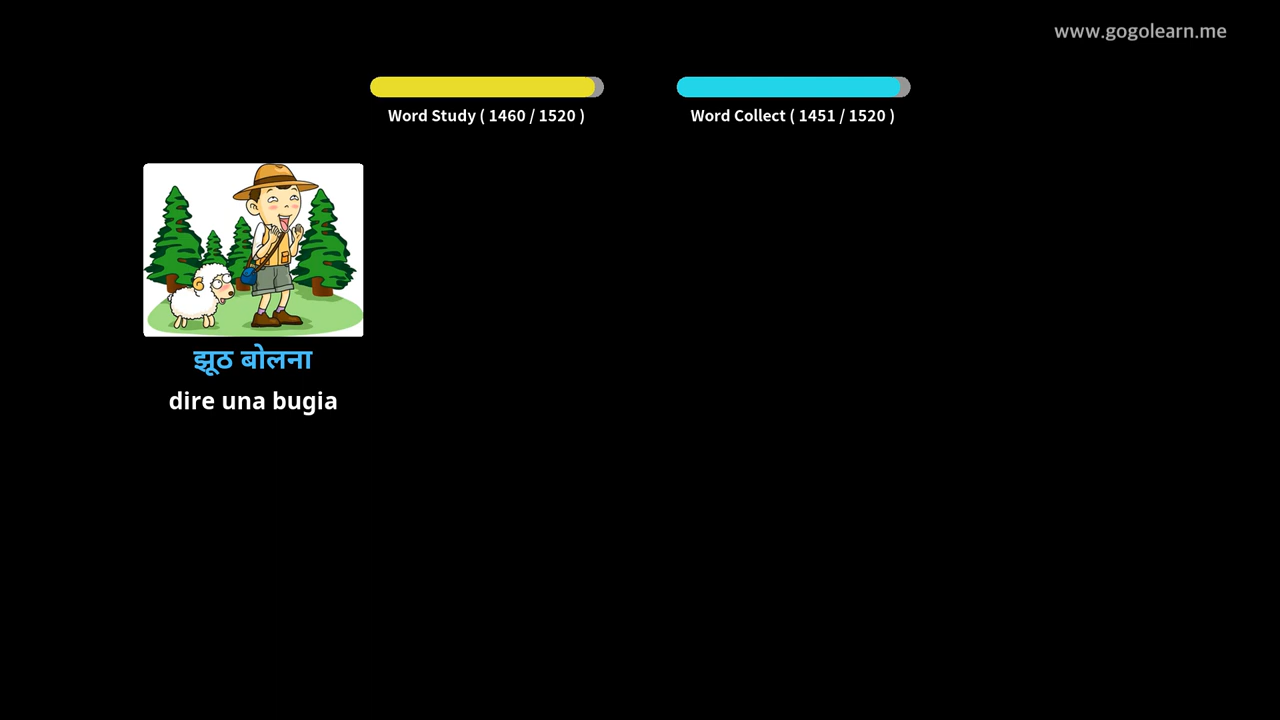 www.gogolearn.me
Word Study ( 1460 / 1520 )
Word Collect ( 1451 / 1520 )
झूठ बोलना
dire una bugia